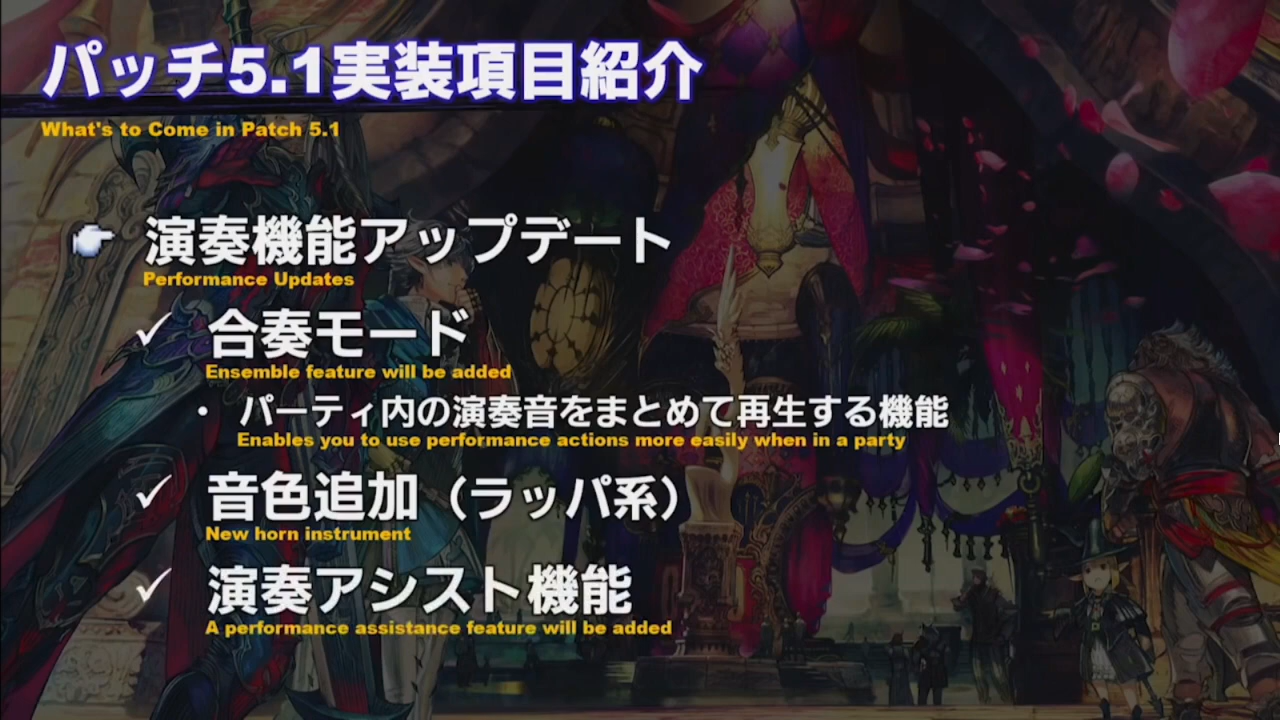 パッチ5.1実装項目紹介
What's to Come in Patch 5.1
演奏機能アップデート
Performance Updates
✓ 合奏モード
Ensemble feature will be added
・ パーティ内の演奏音をまとめて再生する機能
Enables you to use performance actions more easily when in a party
✓ 音色追加（ラッパ系）
New horn instrument
✓ 演奏アシスト機能
A performance assistance feature will be added